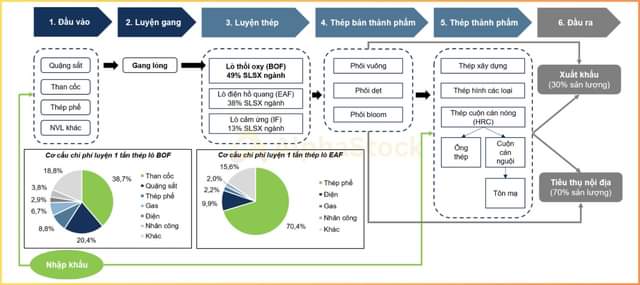 1. Đầu vào
2. Luyện gang
3. Luyện thép
4. Thép bán thành phẩm
5. Thép thành phẩm
6. Đầu ra
Quặng sắt
Than cốc
Thép phế
NVL khác
Gang lỏng
Lò thổi oxy (BOF)
49% SLSX ngành
Lò điện hồ quang (EAF)
38% SLSX ngành
Lò cảm ứng (IF)
13% SLSX ngành
Phôi vuông
Phôi dẹt
Phôi bloom
Thép xây dựng
Thép hình các loại
Thép cuộn cán nóng
(HRC)
Ống
thép
Cuộn
cán
nguội
Tôn mạ
Xuất khẩu
(30% sản lượng)
Tiêu thụ nội địa
(70% sản lượng)
Cơ cấu chi phí luyện 1 tấn thép lò BOF
38,7%
20,4%
8,8%
6,7%
2,9%
3,8%
18,8%
Than cốc
Quặng sắt
Thép phế
Gas
Điện
Nhân công
Khác
Cơ cấu chi phí luyện 1 tấn thép lò EAF
70,4%
9,9%
2,2%
2,0%
15,6%
Thép phế
Điện
Gas
Nhân công
Khác
Nhập khẩu